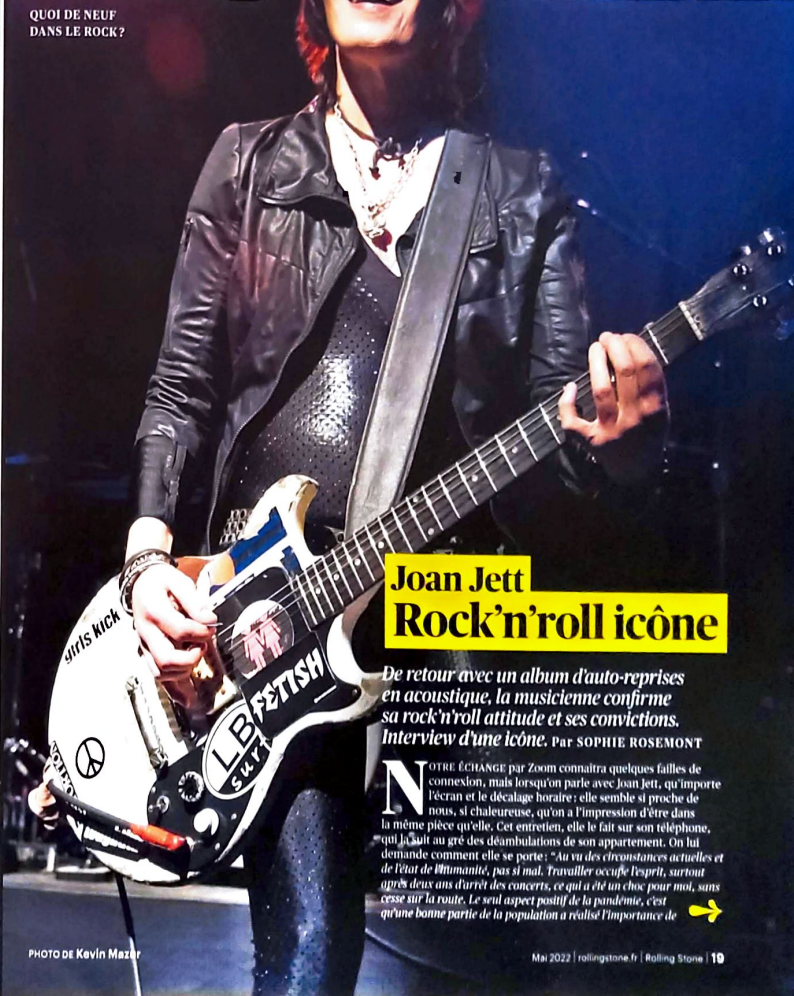 QUOI DE NEUF
DANS LE ROCK?
girls kick
FETISH
LB
surf
Joan Jett
Rock'n'roll icône
De retour avec un album d'auto-reprises
en acoustique, la musicienne confirme
sa rock'n'roll attitude et ses convictions.
Interview d'une icône. Par SOPHIE ROSEMONT
NOTRE ÉCHANGE par Zoom connaitra quelques failles de
connexion, mais lorsqu'on parle avec Joan Jett, qu'importe
l'écran et le décalage horaire : elle semble si proche de
nous, si chaleureuse, qu'on a l'impression d'être dans
la même pièce qu'elle. Cet entretien, elle le fait sur son téléphone,
qui la suit au gré des déambulations de son appartement. On lui
demande comment elle se porte : "Au vu des circonstances actuelles et
de l'état de l'humanité, pas si mal. Travailler occupe l'esprit, surtout
après deux ans d'arrêt des concerts, ce qui a été un choc pour moi, sans
cesse sur la route. Le seul aspect positif de la pandémie, c'est
qu'une bonne partie de la population a réalisé l'importance de
PHOTO DE Kevin Mazur
Mai 2022 | rollingstone.fr | Rolling Stone | 19